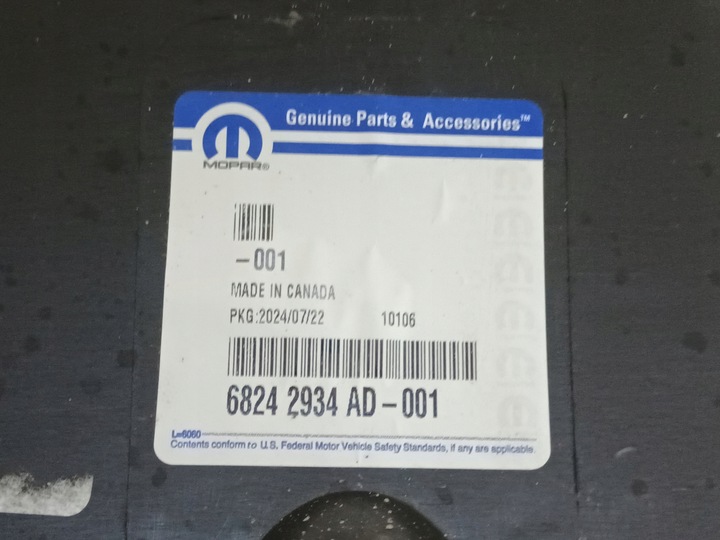 Genuine Parts & Accessories™
MOPAR®
-001
MADE IN CANADA
PKG:2024/07/22 10106
6824 2934 AD-001
L=6060
Contents conform to U.S. Federal Motor Vehicle Safety Standards, if any are applicable.